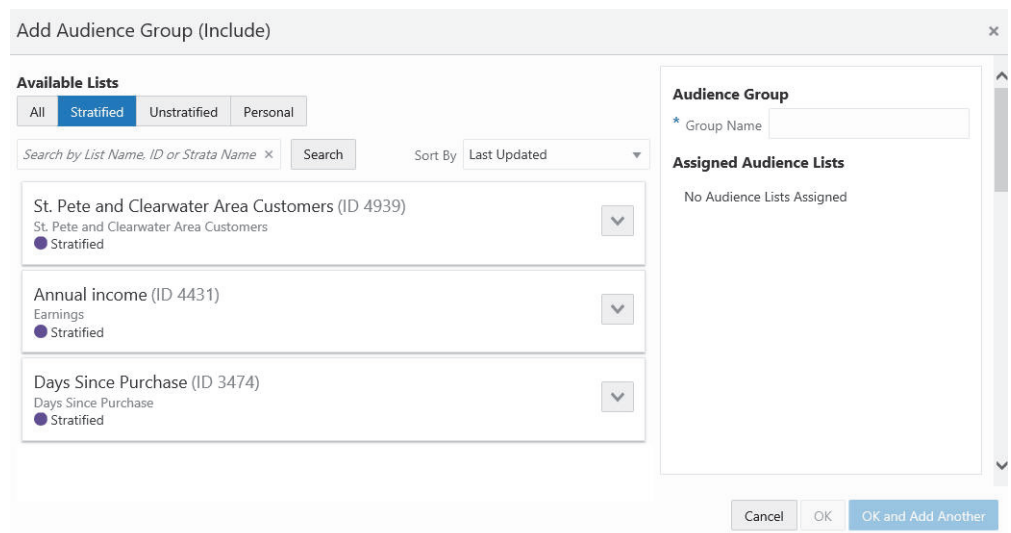 Add Audience Group (Include)
Available Lists
All Stratified Unstratified Personal
Search by List Name, ID or Strata Name × Search Sort By Last Updated
St. Pete and Clearwater Area Customers (ID 4939)
St. Pete and Clearwater Area Customers
Stratified
Annual income (ID 4431)
Earnings
Stratified
Days Since Purchase (ID 3474)
Days Since Purchase
Stratified
Audience Group
* Group Name
Assigned Audience Lists
No Audience Lists Assigned
Cancel OK OK and Add Another